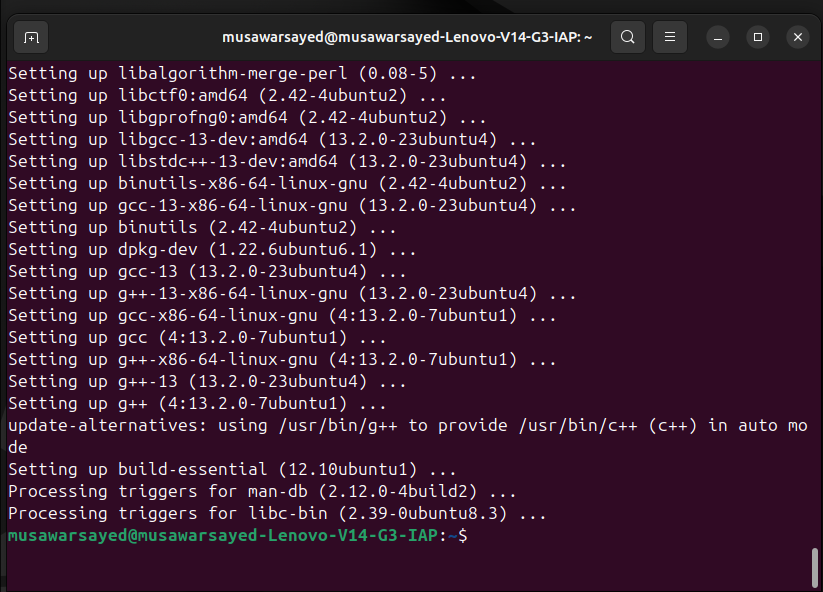 musawarsayed@musawarsayed-Lenovo-V14-G3-IAP: ~
Setting up libalgorithm-merge-perl (0.08-5) ...
Setting up libctf0:amd64 (2.42-4ubuntu2) ...
Setting up libgprofng0:amd64 (2.42-4ubuntu2) ...
Setting up libgcc-13-dev:amd64 (13.2.0-23ubuntu4) ...
Setting up libstdc++-13-dev:amd64 (13.2.0-23ubuntu4) ...
Setting up binutils-x86-64-linux-gnu (2.42-4ubuntu2) ...
Setting up gcc-13-x86-64-linux-gnu (13.2.0-23ubuntu4) ...
Setting up binutils (2.42-4ubuntu2) ...
Setting up dpkg-dev (1.22.6ubuntu6.1) ...
Setting up gcc-13 (13.2.0-23ubuntu4) ...
Setting up g++-13-x86-64-linux-gnu (13.2.0-23ubuntu4) ...
Setting up gcc-x86-64-linux-gnu (4:13.2.0-7ubuntu1) ...
Setting up gcc (4:13.2.0-7ubuntu1) ...
Setting up g++-x86-64-linux-gnu (4:13.2.0-7ubuntu1) ...
Setting up g++-13 (13.2.0-23ubuntu4) ...
Setting up g++ (4:13.2.0-7ubuntu1) ...
update-alternatives: using /usr/bin/g++ to provide /usr/bin/c++ (c++) in auto mo
de
Setting up build-essential (12.10ubuntu1) ...
Processing triggers for man-db (2.12.0-4build2) ...
Processing triggers for libc-bin (2.39-0ubuntu8.3) ...
musawarsayed@musawarsayed-Lenovo-V14-G3-IAP:~$